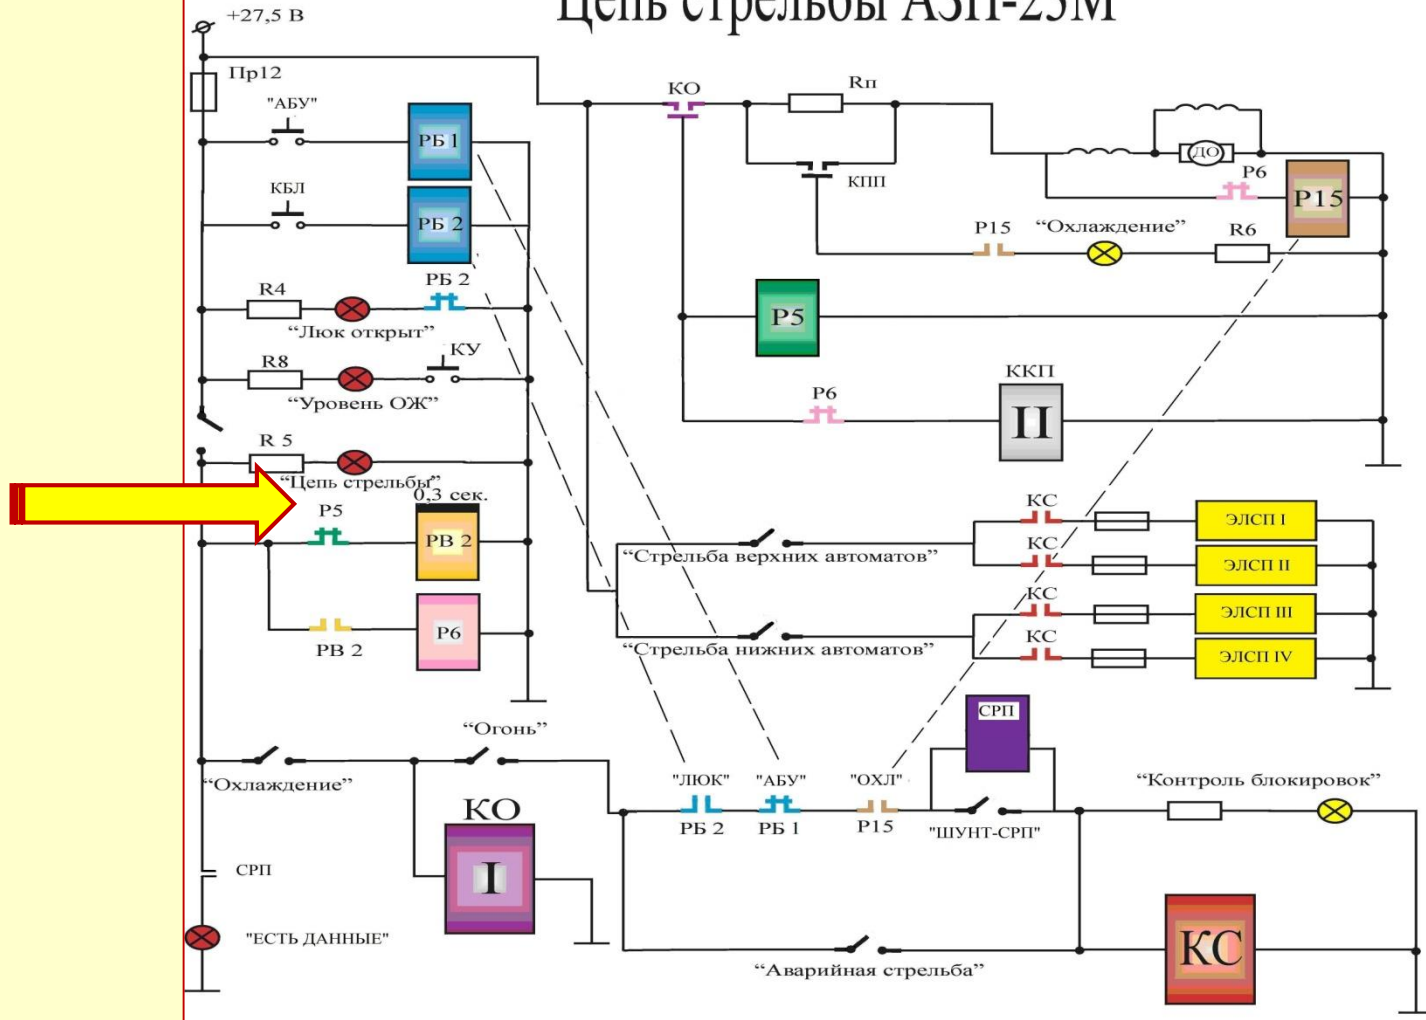 Цепь стрельбы АЗП-23М
+27,5 В
Пр12
"АБУ"
РБ 1
КБЛ
РБ 2
R4
РБ 2
“Люк открыт”
R8
КУ
“Уровень ОЖ”
R 5
“Цепь стрельбы”
0,3 сек.
Р5
РВ 2
РВ 2
Р6
КО
Rп
КПП
ДО
Р6
Р15
Р15
“Охлаждение”
R6
Р5
Р6
ККП
II
“Стрельба верхних автоматов”
КС
ЭЛСП I
КС
ЭЛСП II
“Стрельба нижних автоматов”
КС
ЭЛСП III
КС
ЭЛСП IV
“Охлаждение”
“Огонь”
КО
I
"ЛЮК"
РБ 2
"АБУ"
РБ 1
"ОХЛ"
Р15
СРП
"ШУНТ-СРП"
“Контроль блокировок”
“Аварийная стрельба”
КС
СРП
"ЕСТЬ ДАННЫЕ"